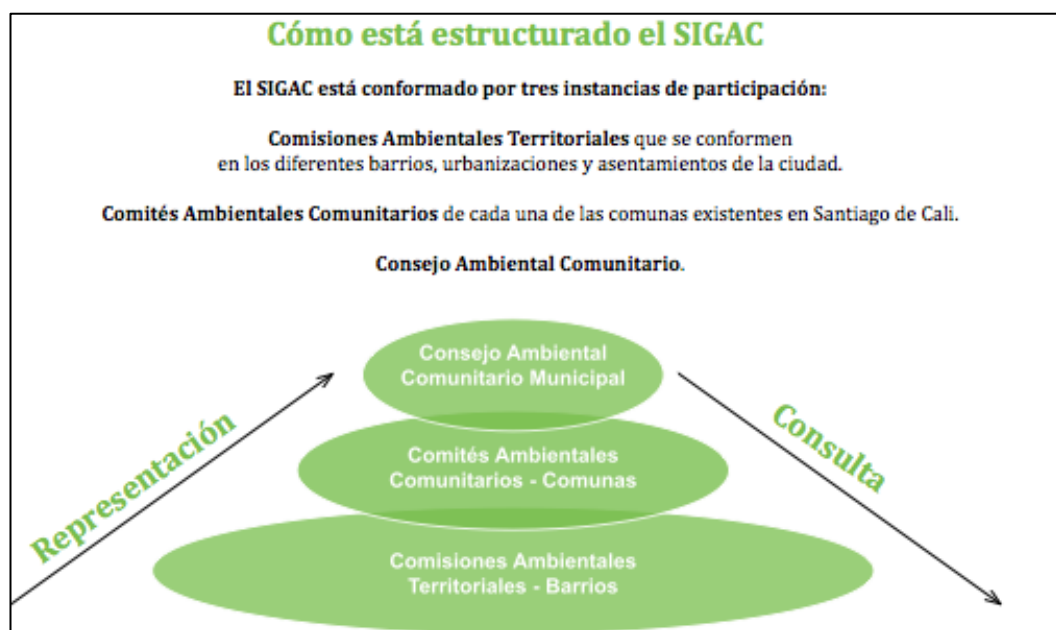 Cómo está estructurado el SIGAC
El SIGAC está conformado por tres instancias de participación:
Comisiones Ambientales Territoriales que se conformen
en los diferentes barrios, urbanizaciones y asentamientos de la ciudad.
Comités Ambientales Comunitarios de cada una de las comunas existentes en Santiago de Cali.
Consejo Ambiental Comunitario.
Consejo Ambiental
Comunitario Municipal
Representación
Consulta
Comités Ambientales
Comunitarios - Comunas
Comisiones Ambientales
Territoriales - Barrios